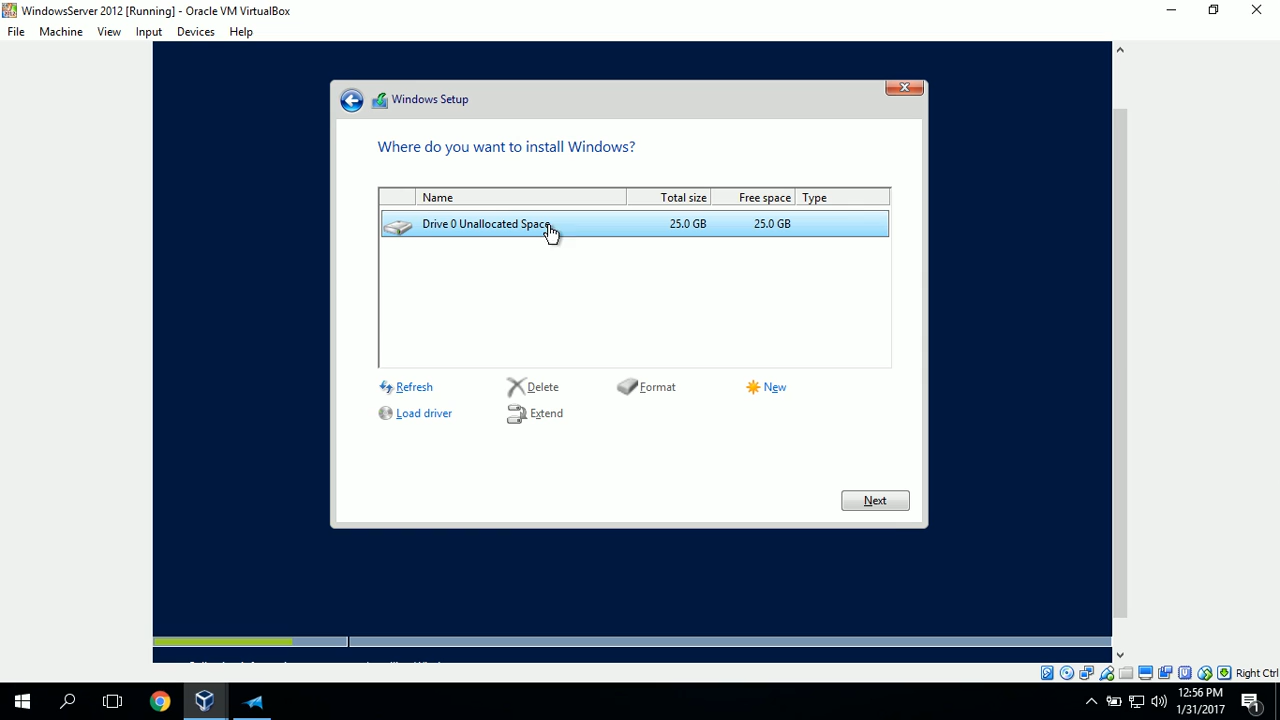 WindowsServer 2012 [Running] - Oracle VM VirtualBox
File Machine View Input Devices Help
Windows Setup
Where do you want to install Windows?
Name Total size Free space Type
Drive 0 Unallocated Space 25.0 GB 25.0 GB
Refresh Delete Format New
Load driver Extend
Next
Right Ctrl
12:56 PM
1/31/2017
1